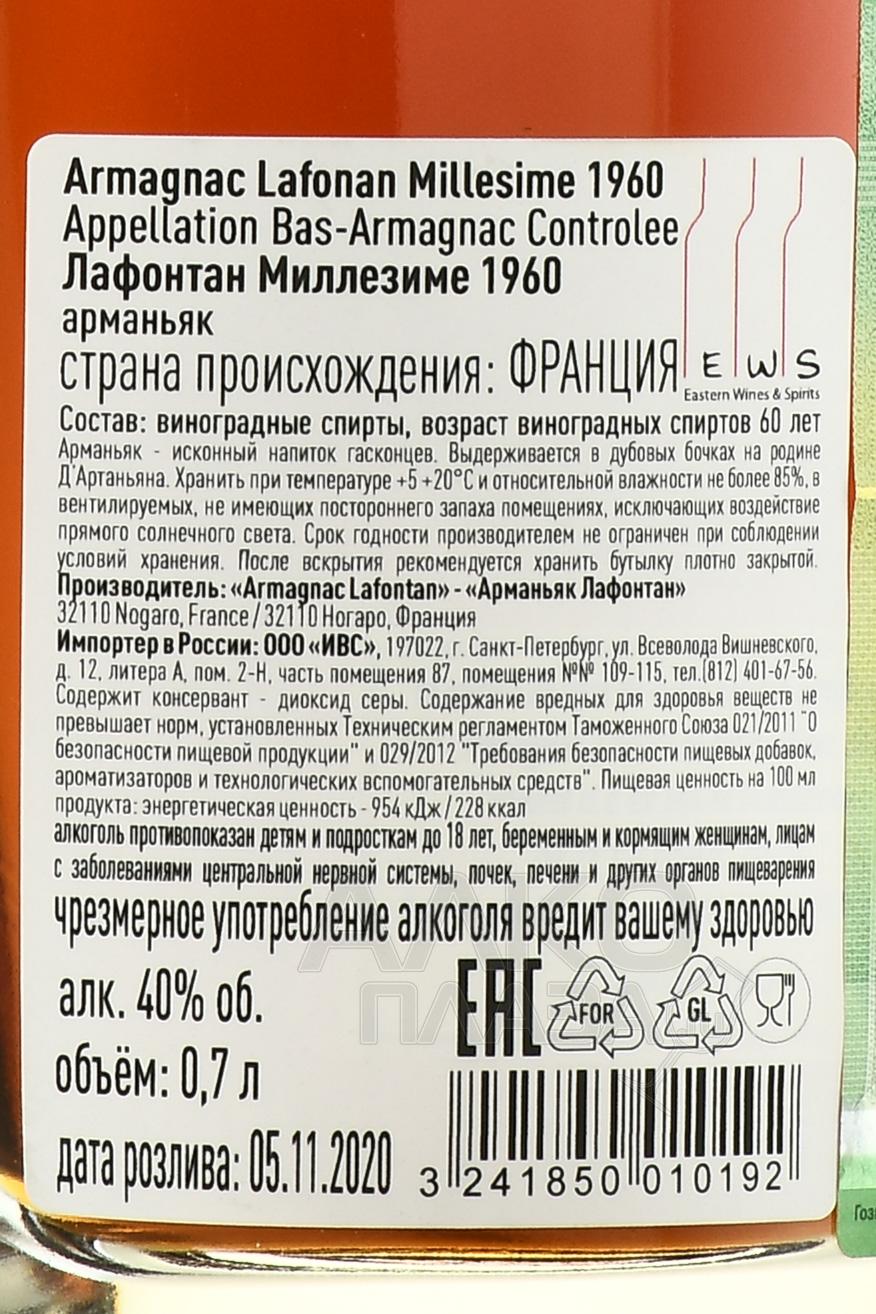 Armagnac Lafonan Millesime 1960
Appellation Bas-Armagnac Controlee
Лафонтан Миллезиме 1960
арманьяк
страна происхождения: ФРАНЦИЯ
E W S
Eastern Wines & Spirits
Состав: виноградные спирты, возраст виноградных спиртов 60 лет
Арманьяк - исконный напиток гасконцев. Выдерживается в дубовых бочках на родине
Д'Артаньяна. Хранить при температуре +5 +20°С и относительной влажности не более 85%, в
вентилируемых, не имеющих постороннего запаха помещениях, исключающих воздействие
прямого солнечного света. Срок годности производителем не ограничен при соблюдении
условий хранения. После вскрытия рекомендуется хранить бутылку плотно закрытой.
Производитель: «Armagnac Lafontan» - «Арманьяк Лафонтан»
32110 Nogaro, France / 32110 Ногаро, Франция
Импортер в России: ООО «ИВС», 197022, г. Санкт-Петербург, ул. Всеволода Вишневского,
д. 12, литера А, пом. 2-Н, часть помещения 87, помещения №№ 109-115, тел.(812) 401-67-56.
Содержит консервант - диоксид серы. Содержание вредных для здоровья веществ не
превышает норм, установленных Техническим регламентом Таможенного Союза 021/2011 "О
безопасности пищевой продукции" и 029/2012 "Требования безопасности пищевых добавок,
ароматизаторов и технологических вспомогательных средств". Пищевая ценность на 100 мл
продукта: энергетическая ценность - 954 кДж / 228 ккал
алкоголь противопоказан детям и подросткам до 18 лет, беременным и кормящим женщинам, лицам
с заболеваниями центральной нервной системы, почек, печени и других органов пищеварения
чрезмерное употребление алкоголя вредит вашему здоровью
АЛКО
ПЛАЗА
алк. 40% об.
EAC
FOR
GL
объём: 0,7 л
дата розлива: 05.11.2020
3 241850 010192